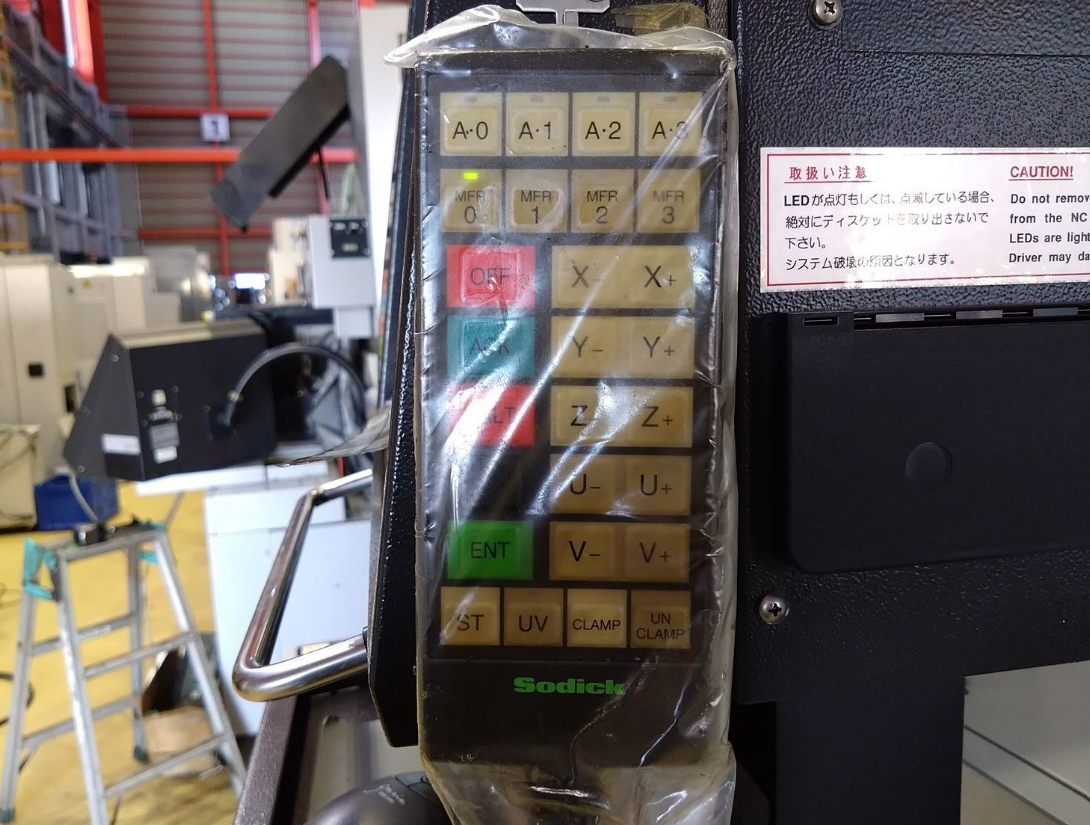 1
A·0 A·1 A·2 A·3
MFR 0 MFR 1 MFR 2 MFR 3
OFF X- X+
ACK Y- Y+
Z- Z+
U- U+
ENT V- V+
ST UV CLAMP UN CLAMP
Sodick
取扱い注意
LEDが点灯もしくは、点滅している場合、
絶対にディスケットを取り出さないで
下さい。
システム破壊の原因となります。
CAUTION!
Do not remov
from the NC
LEDs are light
Driver may da